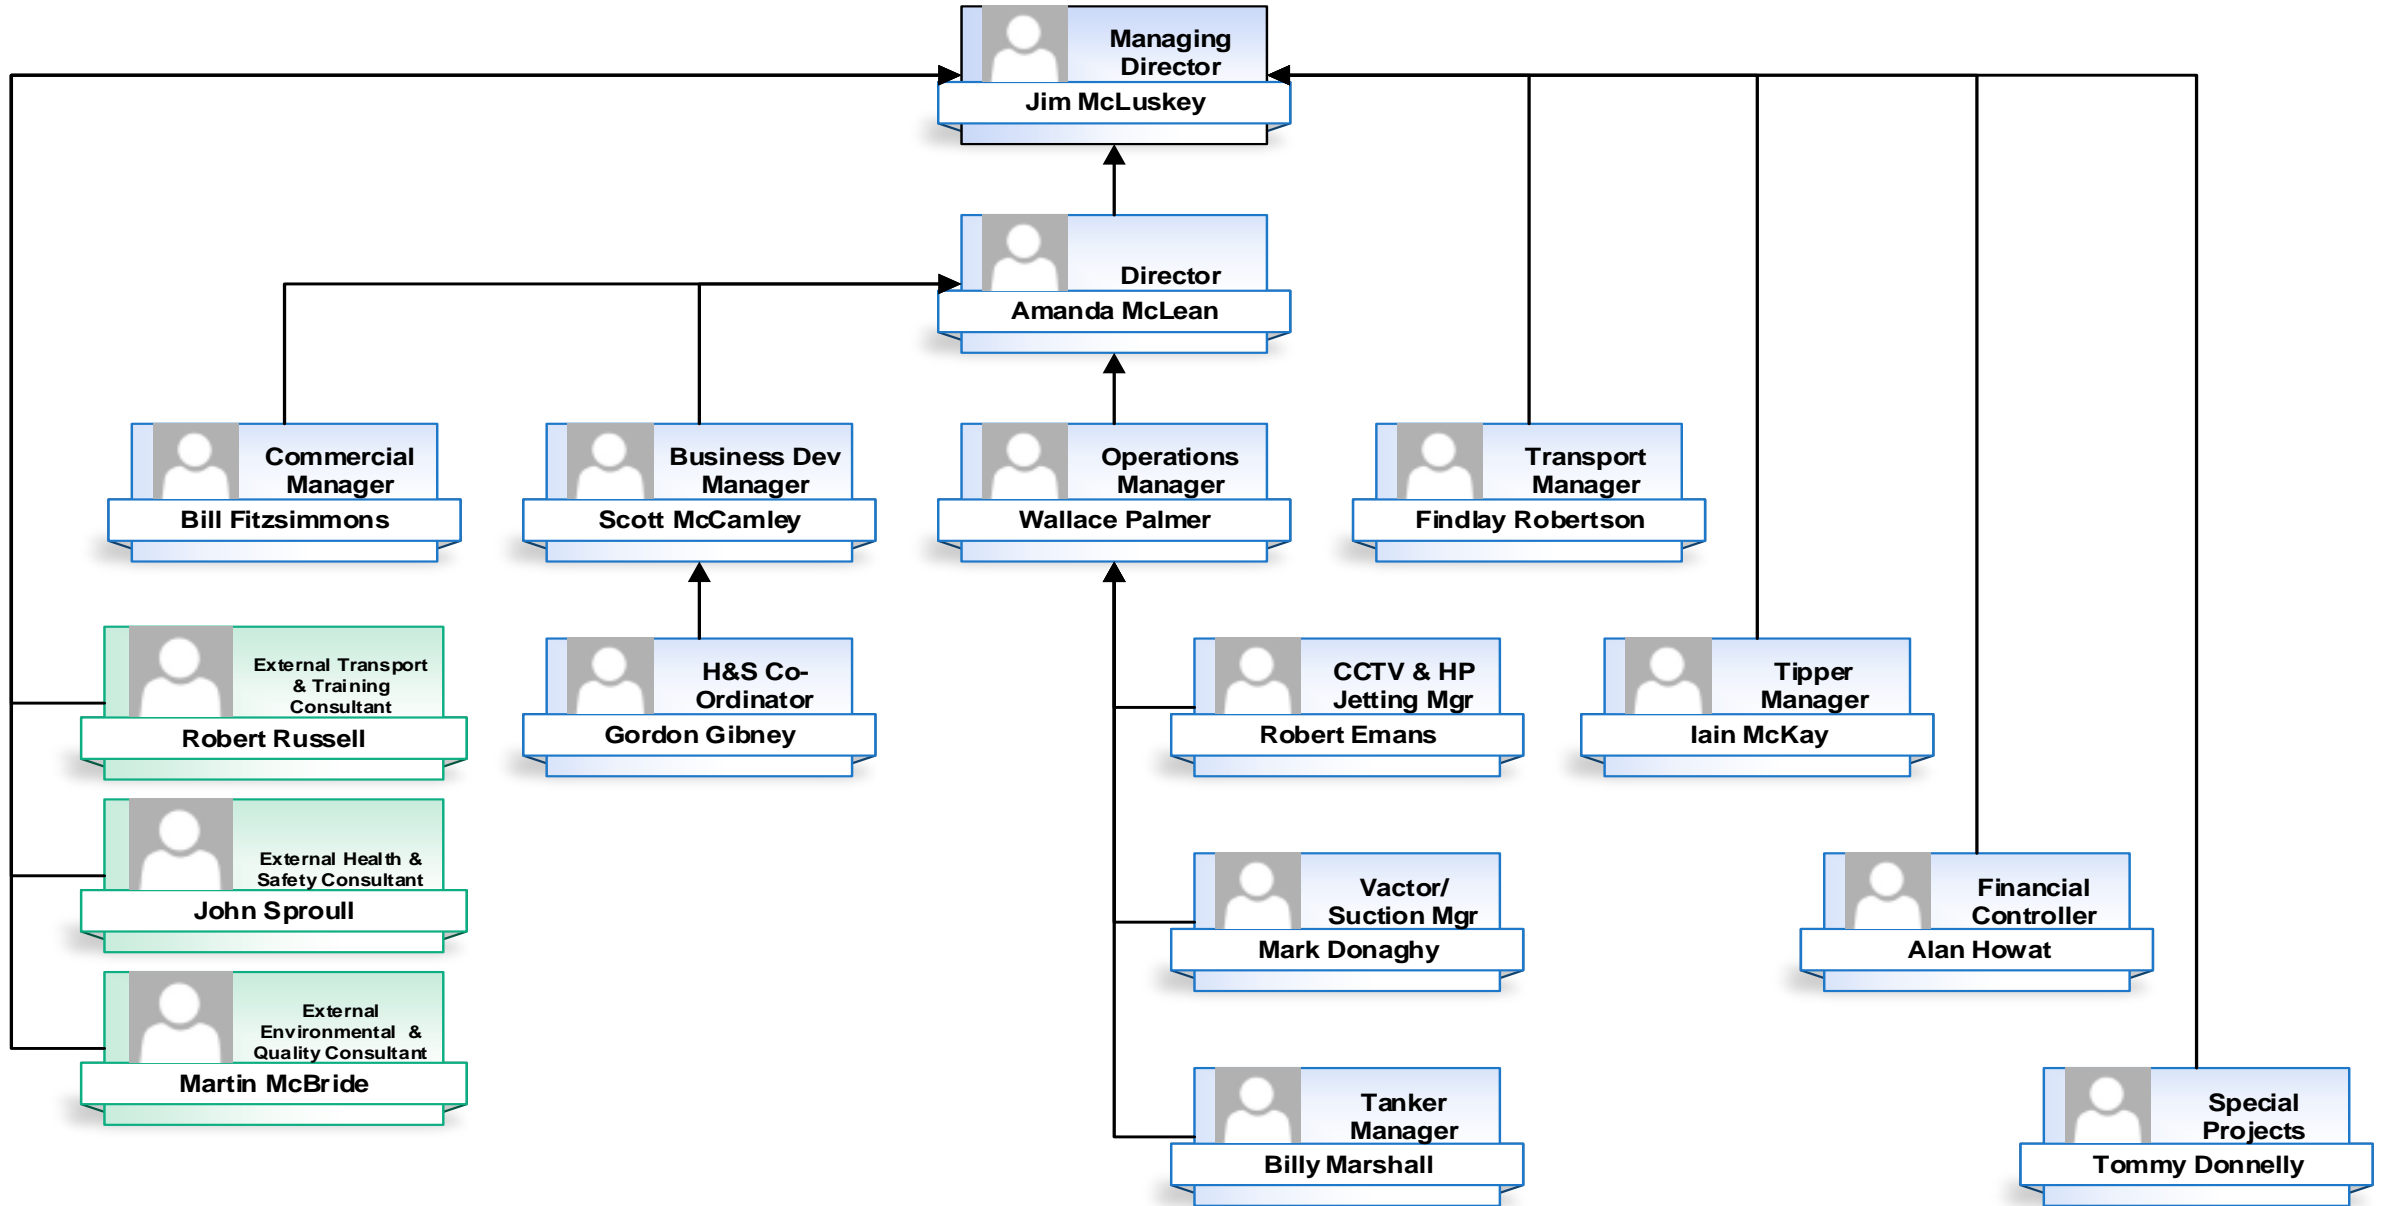 Managing
Director
Jim McLuskey
Director
Amanda McLean
Commercial
Manager
Bill Fitzsimmons
Business Dev
Manager
Scott McCamley
Operations
Manager
Wallace Palmer
Transport
Manager
Findlay Robertson
External Transport
& Training
Consultant
Robert Russell
H&S Co-
Ordinator
Gordon Gibney
CCTV & HP
Jetting Mgr
Robert Emans
Tipper
Manager
Iain McKay
External Health &
Safety Consultant
John Sproull
Vactor/
Suction Mgr
Mark Donaghy
Financial
Controller
Alan Howat
External
Environmental &
Quality Consultant
Martin McBride
Tanker
Manager
Billy Marshall
Special
Projects
Tommy Donnelly